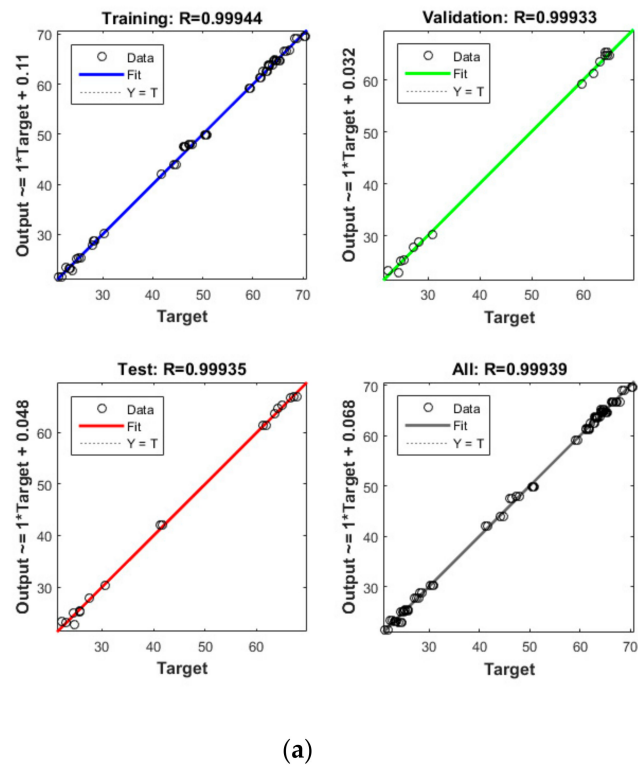 Training: R=0.99944
Output ~= 1*Target + 0.11
70
60
50
40
30
Data
Fit
Y = T
30 40 50 60 70
Target
Validation: R=0.99933
Output ~= 1*Target + 0.032
60
50
40
30
Data
Fit
Y = T
30 40 50 60
Target
Test: R=0.99935
Output ~= 1*Target + 0.048
60
50
40
30
Data
Fit
Y = T
30 40 50 60
Target
All: R=0.99939
Output ~= 1*Target + 0.068
70
60
50
40
30
Data
Fit
Y = T
30 40 50 60 70
Target
(a)